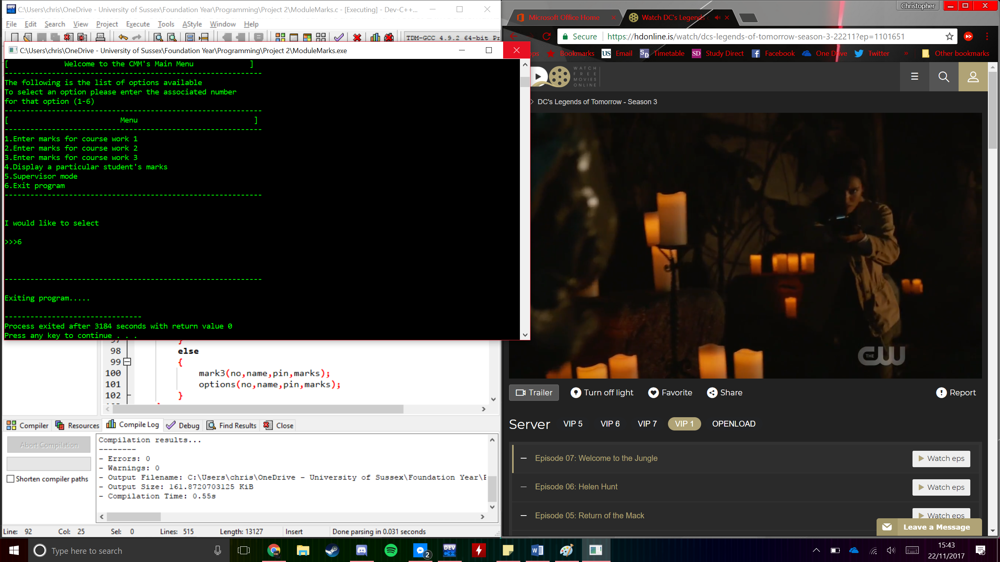 C:\Users\chris\OneDrive - University of Sussex\Foundation Year\Programming\Project 2\ModuleMarks.c - [Executing] - Dev-C++...
File Edit Search View Project Execute Tools AStyle Window Help
TDM-GCC 4.9.2 64-bit Pr
C:\Users\chris\OneDrive - University of Sussex\Foundation Year\Programming\Project 2\ModuleMarks.exe
[ Welcome to the CMM's Main Menu ]
------------------------------------------------------------
The following is the list of options available
To select an option please enter the associated number
for that option (1-6)
------------------------------------------------------------
[ Menu ]
------------------------------------------------------------
1.Enter marks for course work 1
2.Enter marks for course work 2
3.Enter marks for course work 3
4.Display a particular student's marks
5.Supervisor mode
6.Exit program
------------------------------------------------------------
I would like to select
>>>6
------------------------------------------------------------
Exiting program.....
--------------------------------
Process exited after 3184 seconds with return value 0
Press any key to continue . . .
97 }
98 else
99 {
100 mark3(no,name,pin,marks);
101 options(no,name,pin,marks);
102 }
Compiler Resources Compile Log Debug Find Results Close
Abort Compilation
Shorten compiler paths
Compilation results...
--------
- Errors: 0
- Warnings: 0
- Output Filename: C:\Users\chris\OneDrive - University of Sussex\Foundation Year\
- Output Size: 161.8720703125 KiB
- Compilation Time: 0.55s
Line: 92 Col: 25 Sel: 0 Lines: 515 Length: 13127 Insert Done parsing in 0.031 seconds
Christopher
Microsoft Office Home
Watch DC's Legends
Secure https://hdonline.is/watch/dcs-legends-of-tomorrow-season-3-22211?ep=1101651
Bookmarks Email Timetable Study Direct Facebook One Drive Twitter » Other bookmarks
WATCH
FREE
MOVIES
ONLINE
DC's Legends of Tomorrow - Season 3
THE CW
Trailer Turn off light Favorite Share Report
Server VIP 5 VIP 6 VIP 7 VIP 1 OPENLOAD
Episode 07: Welcome to the Jungle Watch eps
Episode 06: Helen Hunt Watch eps
Episode 05: Return of the Mack Watch eps
Leave a Message
Type here to search
2
DEV
C++
15:43
22/11/2017